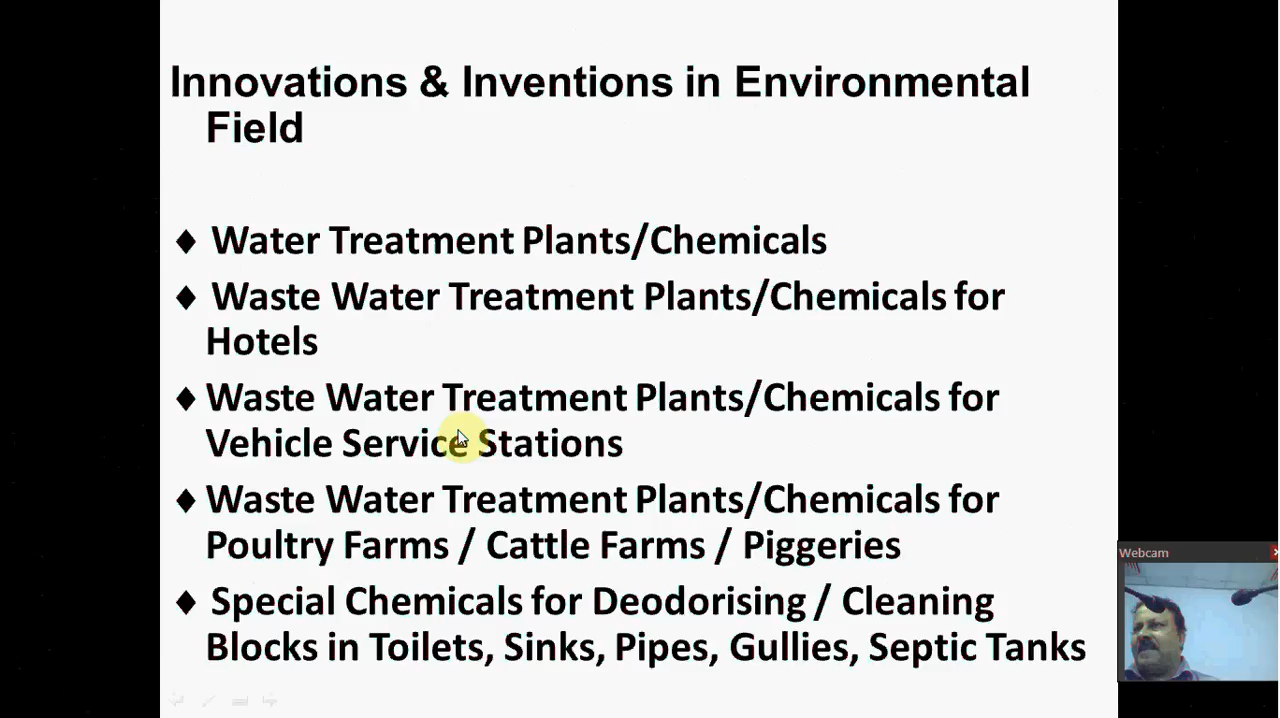 Innovations & Inventions in Environmental
Field
♦ Water Treatment Plants/Chemicals
♦ Waste Water Treatment Plants/Chemicals for
Hotels
♦ Waste Water Treatment Plants/Chemicals for
Vehicle Service Stations
♦ Waste Water Treatment Plants/Chemicals for
Poultry Farms / Cattle Farms / Piggeries
♦ Special Chemicals for Deodorising / Cleaning
Blocks in Toilets, Sinks, Pipes, Gullies, Septic Tanks
Webcam